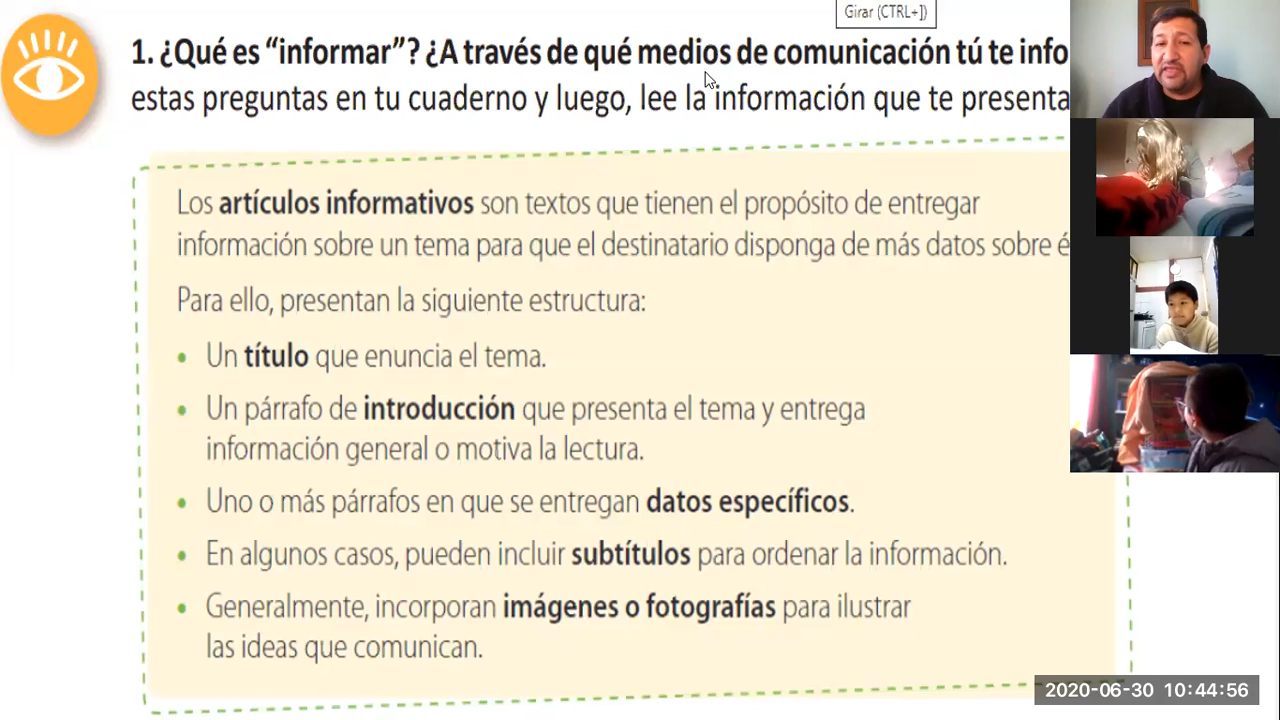 Girar (CTRL+])
1. ¿Qué es “informar”? ¿A través de qué medios de comunicación tú te info
estas preguntas en tu cuaderno y luego, lee la información que te presenta
Los artículos informativos son textos que tienen el propósito de entregar
información sobre un tema para que el destinatario disponga de más datos sobre é
Para ello, presentan la siguiente estructura:
• Un título que enuncia el tema.
• Un párrafo de introducción que presenta el tema y entrega
información general o motiva la lectura.
• Uno o más párrafos en que se entregan datos específicos.
• En algunos casos, pueden incluir subtítulos para ordenar la información.
• Generalmente, incorporan imágenes o fotografías para ilustrar
las ideas que comunican.
2020-06-30 10:44:56